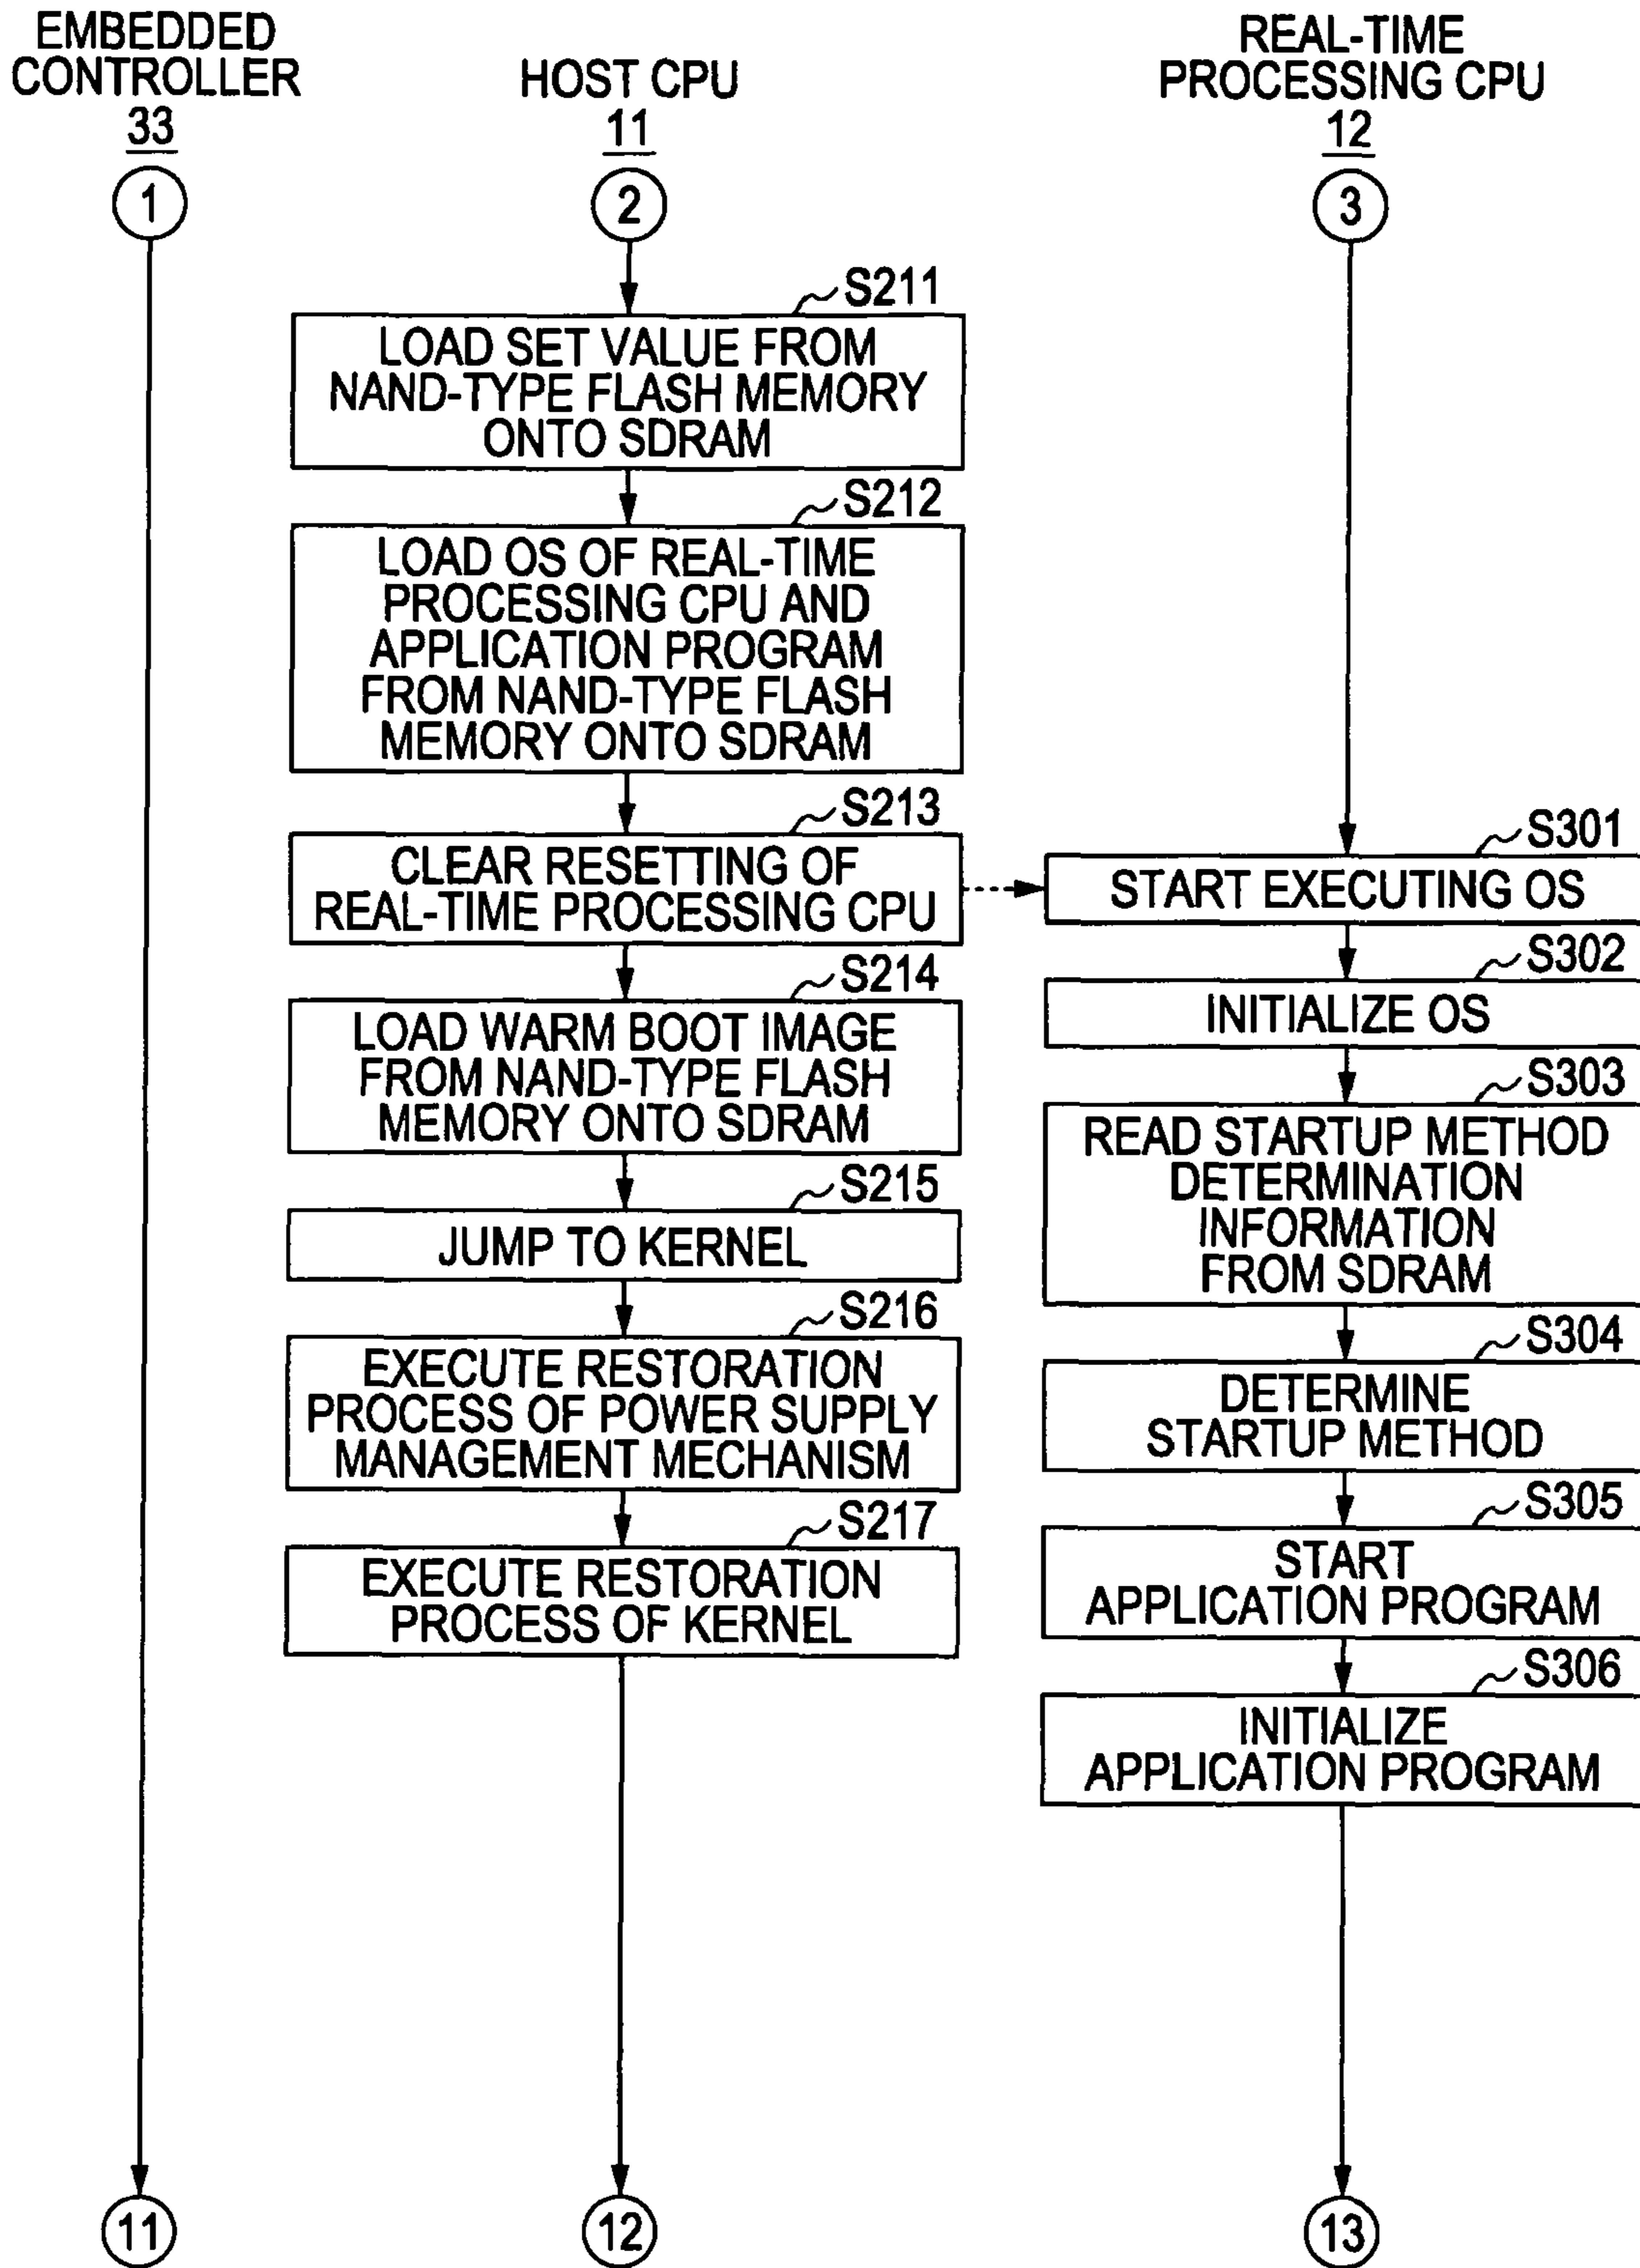 EMBEDDED
CONTROLLER
33
1
HOST CPU
11
2
REAL-TIME
PROCESSING CPU
12
3
S211
LOAD SET VALUE FROM
NAND-TYPE FLASH MEMORY
ONTO SDRAM
S212
LOAD OS OF REAL-TIME
PROCESSING CPU AND
APPLICATION PROGRAM
FROM NAND-TYPE FLASH
MEMORY ONTO SDRAM
S213
CLEAR RESETTING OF
REAL-TIME PROCESSING CPU
S214
LOAD WARM BOOT IMAGE
FROM NAND-TYPE FLASH
MEMORY ONTO SDRAM
S215
JUMP TO KERNEL
S216
EXECUTE RESTORATION
PROCESS OF POWER SUPPLY
MANAGEMENT MECHANISM
S217
EXECUTE RESTORATION
PROCESS OF KERNEL
S301
START EXECUTING OS
S302
INITIALIZE OS
S303
READ STARTUP METHOD
DETERMINATION
INFORMATION
FROM SDRAM
S304
DETERMINE
STARTUP METHOD
S305
START
APPLICATION PROGRAM
S306
INITIALIZE
APPLICATION PROGRAM
11
12
13